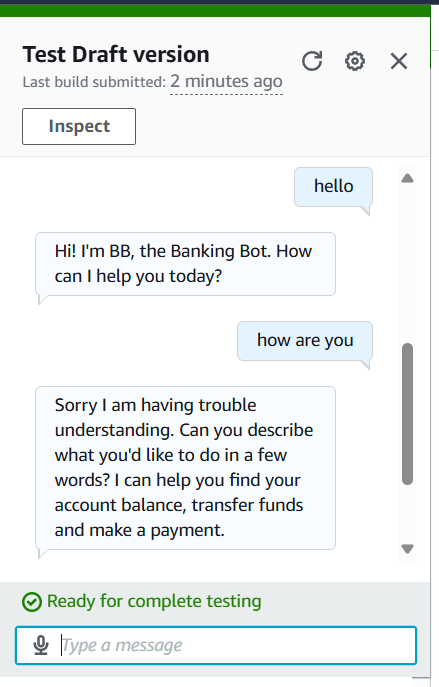 Test Draft version
Last build submitted: 2 minutes ago
Inspect
hello
Hi! I'm BB, the Banking Bot. How
can I help you today?
how are you
Sorry I am having trouble
understanding. Can you describe
what you'd like to do in a few
words? I can help you find your
account balance, transfer funds
and make a payment.
Ready for complete testing
Type a message